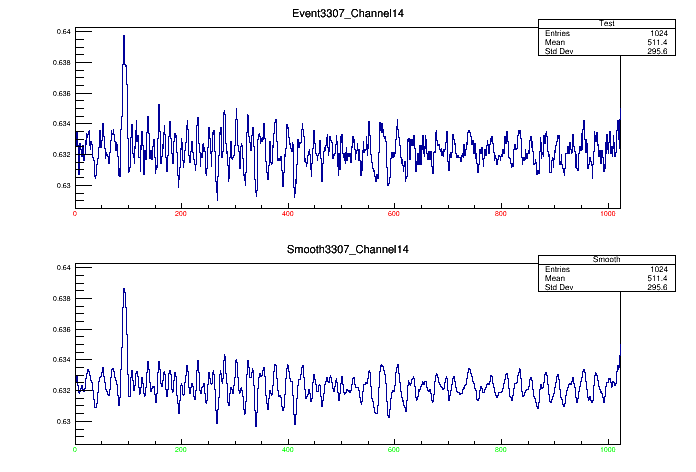 Event3307_Channel14
Test
Entries 1024
Mean 511.4
Std Dev 295.6
0.64
0.638
0.636
0.634
0.632
0.63
0 200 400 600 800 1000
Smooth3307_Channel14
Smooth
Entries 1024
Mean 511.4
Std Dev 295.6
0.64
0.638
0.636
0.634
0.632
0.63
0 200 400 600 800 1000